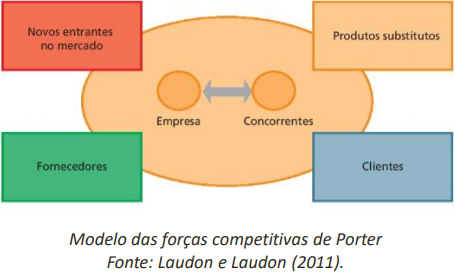 Novos entrantes
no mercado
Produtos substitutos
Empresa
Concorrentes
Fornecedores
Clientes
Modelo das forças competitivas de Porter
Fonte: Laudon e Laudon (2011).